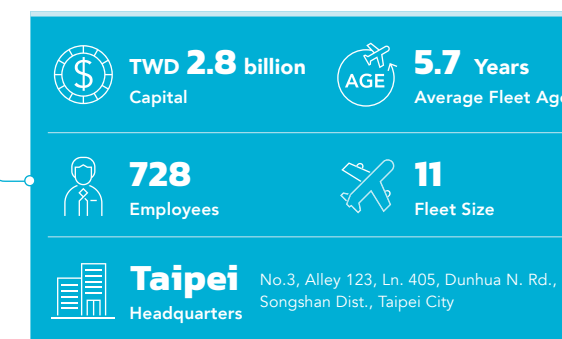 TWD 2.8 billion
Capital
AGE
5.7 Years
Average Fleet Age
728
Employees
11
Fleet Size
Taipei
Headquarters
No.3, Alley 123, Ln. 405, Dunhua N. Rd.,
Songshan Dist., Taipei City